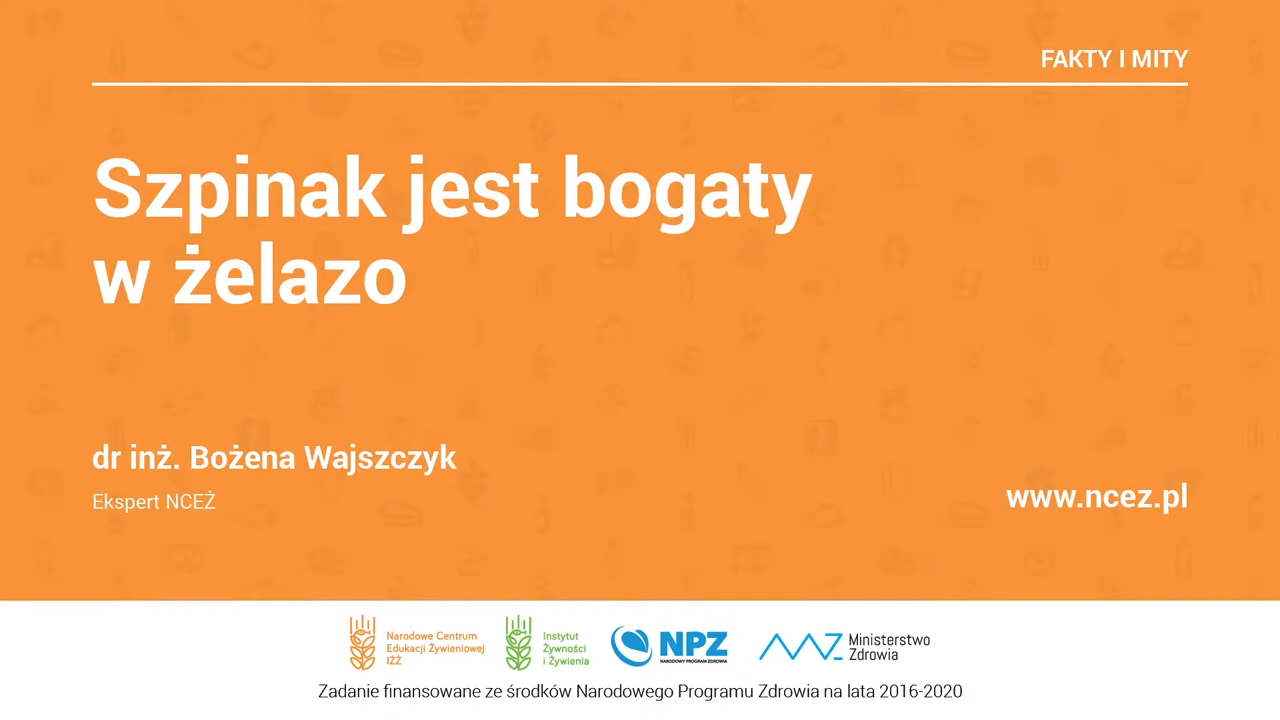 FAKTY I MITY
Szpinak jest bogaty
w żelazo
dr inż. Bożena Wajszczyk
Ekspert NCEŻ
www.ncez.pl
Narodowe Centrum
Edukacji Żywieniowej
IŻŻ
Instytut
Żywności
i Żywienia
NPZ
NARODOWY PROGRAM ZDROWIA
Ministerstwo
Zdrowia
Zadanie finansowane ze środków Narodowego Programu Zdrowia na lata 2016-2020